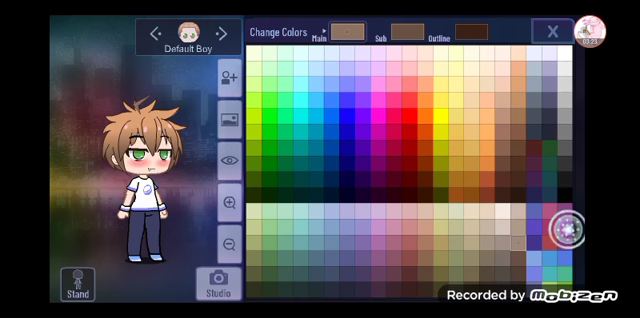 Default Boy
Change Colors Main Sub Outline X
Stand
Studio
Recorded by Mobizen